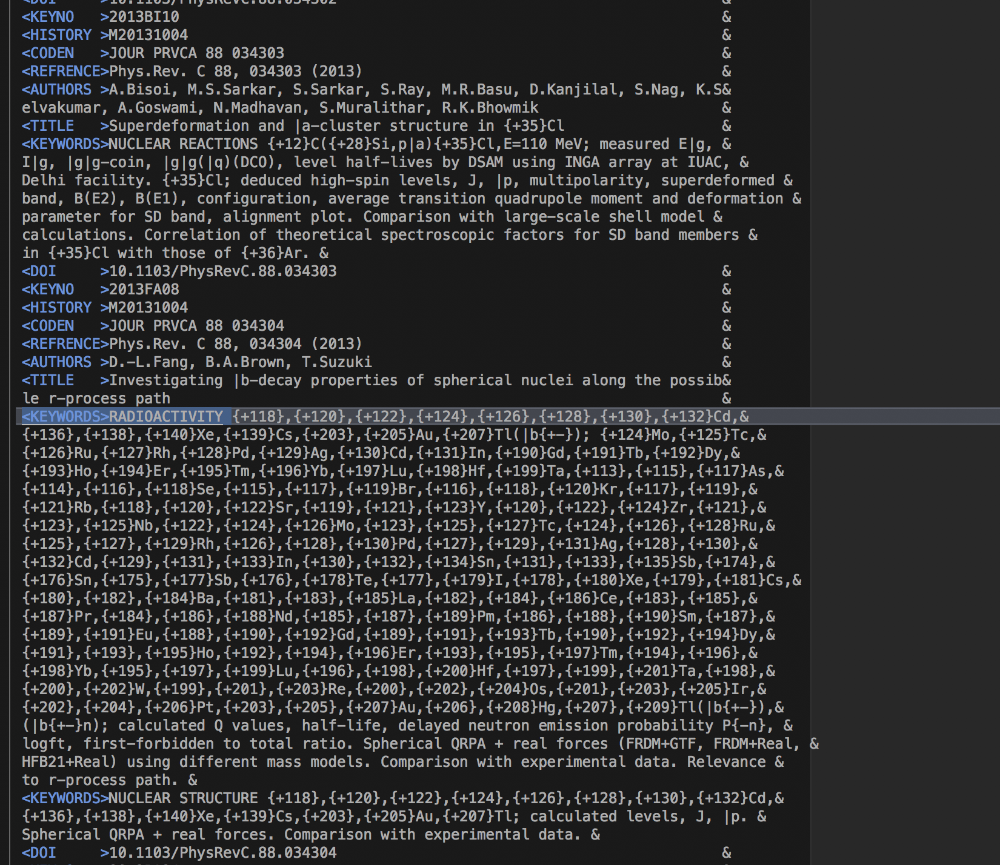 <DOI     >10.1103/PhysRevC.88.034302                                            &
<KEYNO   >2013BI10                                                              &
<HISTORY >M20131004                                                             &
<CODEN   >JOUR PRVCA 88 034303                                                  &
<REFRENCE>Phys.Rev. C 88, 034303 (2013)                                         &
<AUTHORS >A.Bisoi, M.S.Sarkar, S.Sarkar, S.Ray, M.R.Basu, D.Kanjilal, S.Nag, K.S&
elvakumar, A.Goswami, N.Madhavan, S.Muralithar, R.K.Bhowmik                     &
<TITLE   >Superdeformation and |a-cluster structure in {+35}Cl                  &
<KEYWORDS>NUCLEAR REACTIONS {+12}C({+28}Si,p|a){+35}Cl,E=110 MeV; measured E|g, &
I|g, |g|g-coin, |g|g(|q)(DCO), level half-lives by DSAM using INGA array at IUAC, &
Delhi facility. {+35}Cl; deduced high-spin levels, J, |p, multipolarity, superdeformed &
band, B(E2), B(E1), configuration, average transition quadrupole moment and deformation &
parameter for SD band, alignment plot. Comparison with large-scale shell model &
calculations. Correlation of theoretical spectroscopic factors for SD band members &
in {+35}Cl with those of {+36}Ar. &
<DOI     >10.1103/PhysRevC.88.034303                                            &
<KEYNO   >2013FA08                                                              &
<HISTORY >M20131004                                                             &
<CODEN   >JOUR PRVCA 88 034304                                                  &
<REFRENCE>Phys.Rev. C 88, 034304 (2013)                                         &
<AUTHORS >D.-L.Fang, B.A.Brown, T.Suzuki                                        &
<TITLE   >Investigating |b-decay properties of spherical nuclei along the possib&
le r-process path                                                               &
<KEYWORDS>RADIOACTIVITY {+118},{+120},{+122},{+124},{+126},{+128},{+130},{+132}Cd,&
{+136},{+138},{+140}Xe,{+139}Cs,{+203},{+205}Au,{+207}Tl(|b{+-}); {+124}Mo,{+125}Tc,&
{+126}Ru,{+127}Rh,{+128}Pd,{+129}Ag,{+130}Cd,{+131}In,{+190}Gd,{+191}Tb,{+192}Dy,&
{+193}Ho,{+194}Er,{+195}Tm,{+196}Yb,{+197}Lu,{+198}Hf,{+199}Ta,{+113},{+115},{+117}As,&
{+114},{+116},{+118}Se,{+115},{+117},{+119}Br,{+116},{+118},{+120}Kr,{+117},{+119},&
{+121}Rb,{+118},{+120},{+122}Sr,{+119},{+121},{+123}Y,{+120},{+122},{+124}Zr,{+121},&
{+123},{+125}Nb,{+122},{+124},{+126}Mo,{+123},{+125},{+127}Tc,{+124},{+126},{+128}Ru,&
{+125},{+127},{+129}Rh,{+126},{+128},{+130}Pd,{+127},{+129},{+131}Ag,{+128},{+130},&
{+132}Cd,{+129},{+131},{+133}In,{+130},{+132},{+134}Sn,{+131},{+133},{+135}Sb,{+174},&
{+176}Sn,{+175},{+177}Sb,{+176},{+178}Te,{+177},{+179}I,{+178},{+180}Xe,{+179},{+181}Cs,&
{+180},{+182},{+184}Ba,{+181},{+183},{+185}La,{+182},{+184},{+186}Ce,{+183},{+185},&
{+187}Pr,{+184},{+186},{+188}Nd,{+185},{+187},{+189}Pm,{+186},{+188},{+190}Sm,{+187},&
{+189},{+191}Eu,{+188},{+190},{+192}Gd,{+189},{+191},{+193}Tb,{+190},{+192},{+194}Dy,&
{+191},{+193},{+195}Ho,{+192},{+194},{+196}Er,{+193},{+195},{+197}Tm,{+194},{+196},&
{+198}Yb,{+195},{+197},{+199}Lu,{+196},{+198},{+200}Hf,{+197},{+199},{+201}Ta,{+198},&
{+200},{+202}W,{+199},{+201},{+203}Re,{+200},{+202},{+204}Os,{+201},{+203},{+205}Ir,&
{+202},{+204},{+206}Pt,{+203},{+205},{+207}Au,{+206},{+208}Hg,{+207},{+209}Tl(|b{+-}),&
(|b{+-}n); calculated Q values, half-life, delayed neutron emission probability P{-n}, &
logft, first-forbidden to total ratio. Spherical QRPA + real forces (FRDM+GTF, FRDM+Real, &
HFB21+Real) using different mass models. Comparison with experimental data. Relevance &
to r-process path. &
<KEYWORDS>NUCLEAR STRUCTURE {+118},{+120},{+122},{+124},{+126},{+128},{+130},{+132}Cd,&
{+136},{+138},{+140}Xe,{+139}Cs,{+203},{+205}Au,{+207}Tl; calculated levels, J, |p. &
Spherical QRPA + real forces. Comparison with experimental data. &
<DOI     >10.1103/PhysRevC.88.034304                                            &